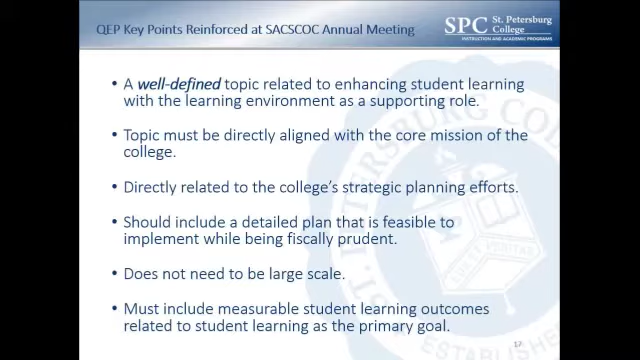 QEP Key Points Reinforced at SACSCOC Annual Meeting
SPC St. Petersburg College
INSTRUCTION AND ACADEMIC PROGRAMS
• A well-defined topic related to enhancing student learning
with the learning environment as a supporting role.
• Topic must be directly aligned with the core mission of the
college.
• Directly related to the college's strategic planning efforts.
• Should include a detailed plan that is feasible to
implement while being fiscally prudent.
• Does not need to be large scale.
• Must include measurable student learning outcomes
related to student learning as the primary goal.
ST. PETERSBURG COLLEGE
ESTABLISHED